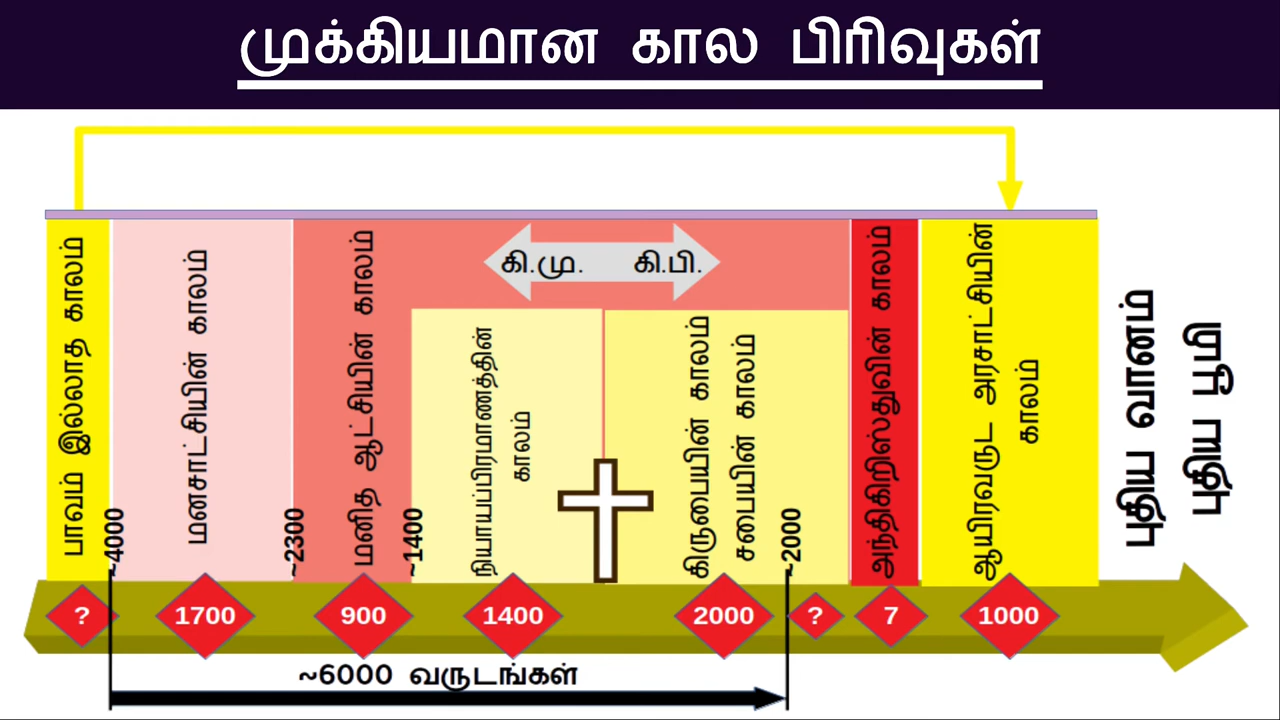 முக்கியமான கால பிரிவுகள்
பாவம் இல்லாத காலம்
~4000
மனசாட்சியின் காலம்
~2300
மனித ஆட்சியின் காலம்
~1400
கி.மு. கி.பி.
நியாயப்பிரமாணத்தின்
காலம்
கிருபையின் காலம்
சபையின் காலம்
~2000
அந்திகிறிஸ்துவின் காலம்
ஆயிரவருட அரசாட்சியின்
காலம்
புதிய வானம்
புதிய பூமி
? 1700 900 1400 2000 ? 7 1000
~6000 வருடங்கள்